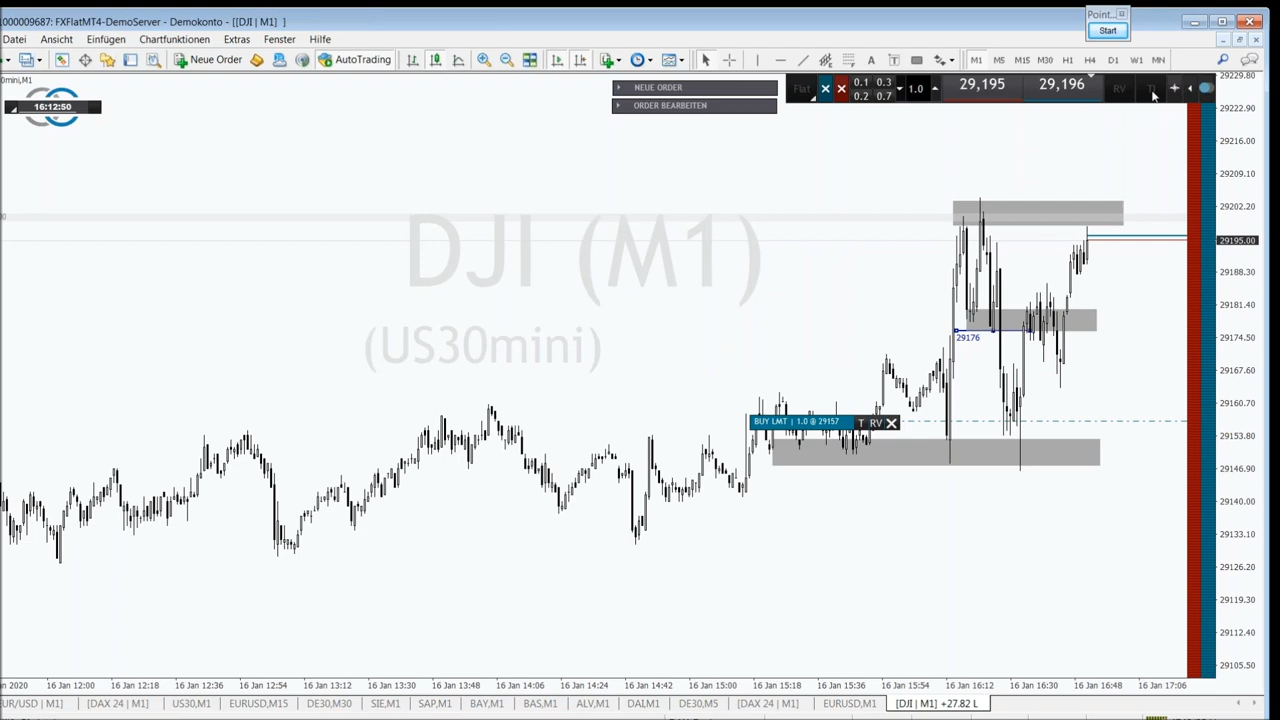 1000009687: FXFlatMT4-DemoServer - Demokonto - [[DJI | M1] ]
Point...
Start
Datei Ansicht Einfügen Chartfunktionen Extras Fenster Hilfe
Neue Order AutoTrading M1 M5 M15 M30 H1 H4 D1 W1 MN
0mini,M1
16:12:50
NEUE ORDER
ORDER BEARBEITEN
Flat 0.1 0.3 0.2 0.7 1.0 29,195 29,196 RV
DJI (M1)
(US30mini)
29229.80
29222.90
29216.00
29209.10
29202.20
29195.00
29188.30
29181.40
29174.50
29167.60
29160.70
29153.80
29146.90
29140.00
29133.10
29126.20
29119.30
29112.40
29105.50
29176
BUY LMT | 1.0 @ 29157 T RV
an 2020 16 Jan 12:00 16 Jan 12:18 16 Jan 12:36 16 Jan 12:54 16 Jan 13:12 16 Jan 13:30 16 Jan 13:48 16 Jan 14:06 16 Jan 14:24 16 Jan 14:42 16 Jan 15:00 16 Jan 15:18 16 Jan 15:36 16 Jan 15:54 16 Jan 16:12 16 Jan 16:30 16 Jan 16:48 16 Jan 17:06
EUR/USD | M1] [DAX 24 | M1] US30,M1 EURUSD,M15 DE30,M30 SIE,M1 SAP,M1 BAY,M1 BAS,M1 ALV,M1 DAI,M1 DE30,M5 [DAX 24 | M1] EURUSD,M1 [DJI | M1] +27.82 L